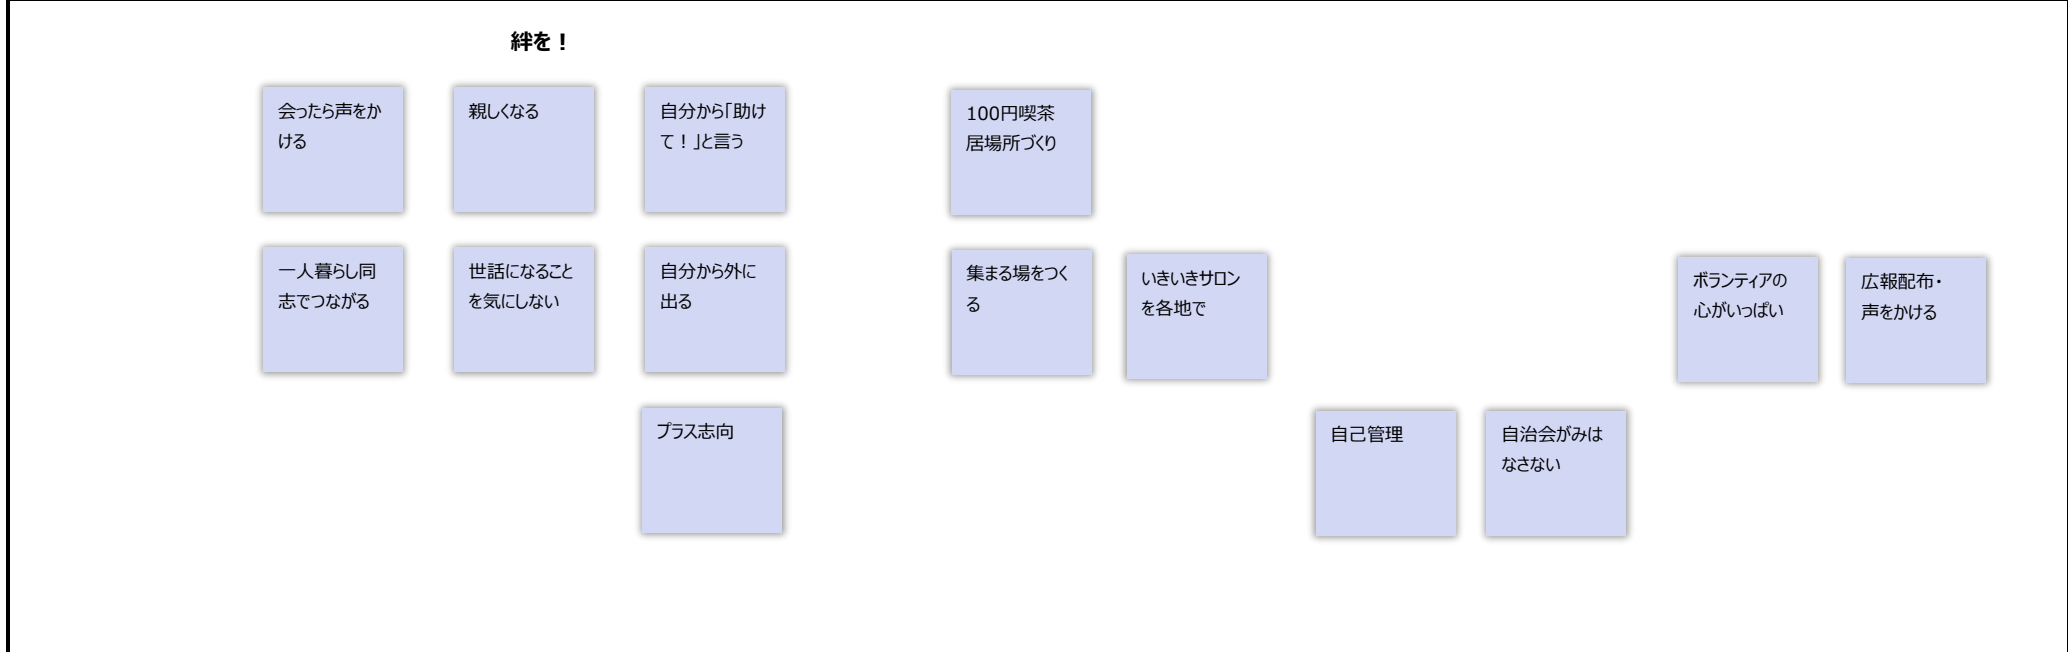 絆を！
会ったら声をか
ける
親しくなる
自分から「助け
て！」と言う
100円喫茶
居場所づくり
一人暮らし同
志でつながる
世話になること
を気にしない
自分から外に
出る
集まる場をつく
る
いきいきサロン
を各地で
ボランティアの
心がいっぱい
広報配布・
声をかける
プラス志向
自己管理
自治会がみは
なさない